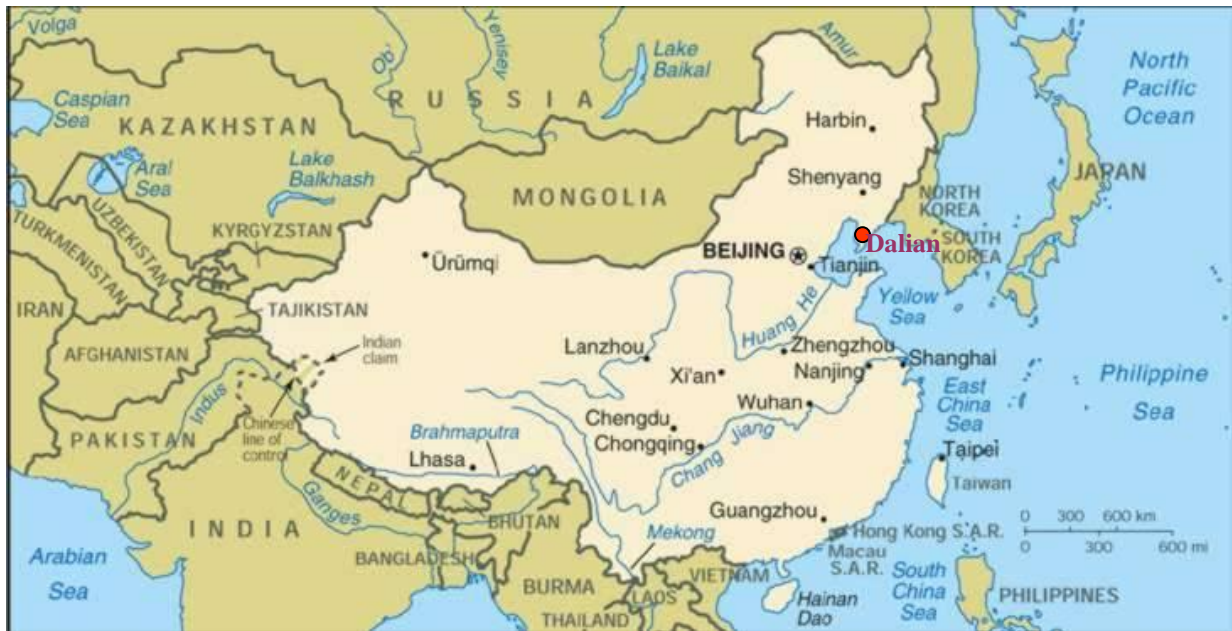 Volga
Ob'
Yenisey
Lake
Baikal
Amur
North
Pacific
Ocean
RUSSIA
Caspian
Sea
KAZAKHSTAN
Harbin
Aral
Sea
Lake
Balkhash
MONGOLIA
Shenyang
NORTH
KOREA
JAPAN
UZBEKISTAN
TURKMENISTAN
KYRGYZSTAN
BEIJING
Dalian
SOUTH
KOREA
Ürümqi
Tianjin
IRAN
TAJIKISTAN
Huang He
Yellow
Sea
AFGHANISTAN
Indian
claim
Lanzhou
Zhengzhou
Shanghai
Xi'an
Nanjing
Philippine
Sea
Indus
Wuhan
East
China
Sea
Chinese
line of
control
PAKISTAN
Chengdu
Brahmaputra
Chongqing
Chang Jiang
Lhasa
Taipei
Taiwan
NEPAL
INDIA
Ganges
BHUTAN
Guangzhou
0 300 600 km
0 300 600 mi
Hong Kong S.A.R.
Mekong
Macau
S.A.R.
Arabian
Sea
BANGLADESH
BURMA
VIETNAM
LAOS
Hainan
Dao
South
China
Sea
PHILIPPINES
THAILAND